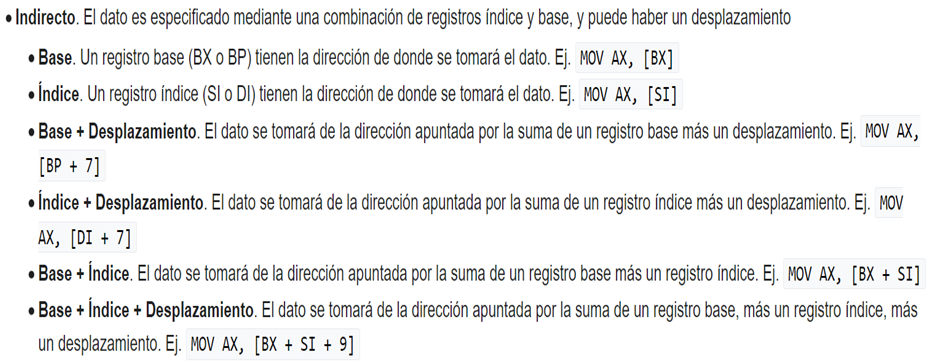 • Indirecto. El dato es especificado mediante una combinación de registros índice y base, y puede haber un desplazamiento
• Base. Un registro base (BX o BP) tienen la dirección de donde se tomará el dato. Ej. MOV AX, [BX]
• Índice. Un registro índice (SI o DI) tienen la dirección de donde se tomará el dato. Ej. MOV AX, [SI]
• Base + Desplazamiento. El dato se tomará de la dirección apuntada por la suma de un registro base más un desplazamiento. Ej. MOV AX,
[BP + 7]
• Índice + Desplazamiento. El dato se tomará de la dirección apuntada por la suma de un registro índice más un desplazamiento. Ej. MOV
AX, [DI + 7]
• Base + Índice. El dato se tomará de la dirección apuntada por la suma de un registro base más un registro índice. Ej. MOV AX, [BX + SI]
• Base + Índice + Desplazamiento. El dato se tomará de la dirección apuntada por la suma de un registro base, más un registro índice, más
un desplazamiento. Ej. MOV AX, [BX + SI + 9]